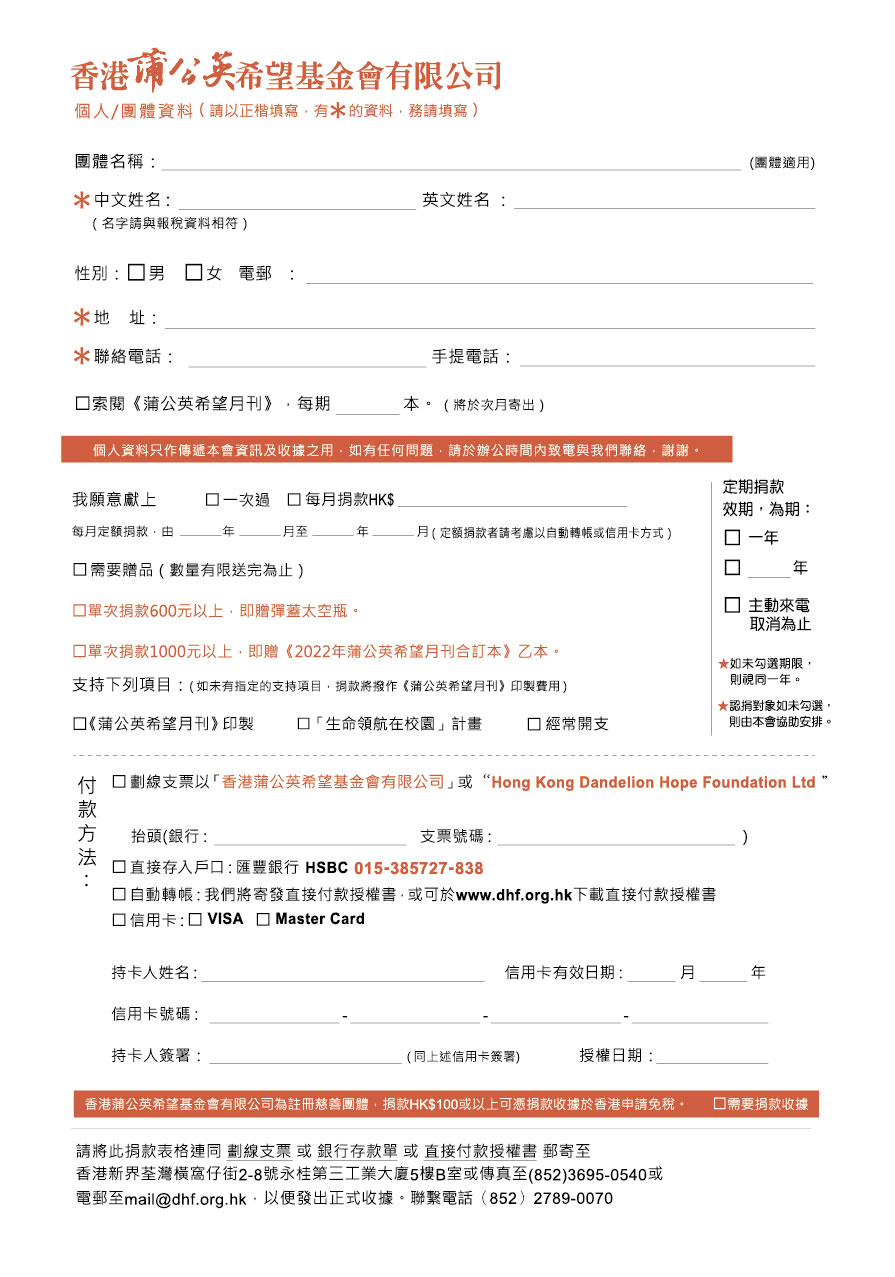 香港蒲公英希望基金會有限公司
個人/團體資料（請以正楷填寫，有＊的資料，務請填寫）
團體名稱：(團體適用)
＊中文姓名： 英文姓名：
（名字請與報稅資料相符）
性別：□男 □女 電郵：
＊地 址：
＊聯絡電話： 手提電話：
□索閱《蒲公英希望月刊》，每期 本。（將於次月寄出）
個人資料只作傳遞本會資訊及收據之用，如有任何問題，請於辦公時間內致電與我們聯絡，謝謝。
我願意獻上 □一次過 □每月捐款HK$
每月定額捐款，由 年 月至 年 月（定額捐款者請考慮以自動轉帳或信用卡方式）
□需要贈品（數量有限送完為止）
□單次捐款600元以上，即贈彈蓋太空瓶。
□單次捐款1000元以上，即贈《2022年蒲公英希望月刊合訂本》乙本。
支持下列項目：（如未有指定的支持項目，捐款將撥作《蒲公英希望月刊》印製費用）
□《蒲公英希望月刊》印製 □「生命領航在校園」計畫 □經常開支
定期捐款
效期，為期：
□ 一年
□ 年
□ 主動來電
取消為止
★如未勾選期限，
則視同一年。
★認捐對象如未勾選，
則由本會協助安排。
付款方法：
□劃線支票以「香港蒲公英希望基金會有限公司」或 “Hong Kong Dandelion Hope Foundation Ltd ”
抬頭(銀行： 支票號碼： )
□直接存入戶口：匯豐銀行 HSBC 015-385727-838
□自動轉帳：我們將寄發直接付款授權書，或可於www.dhf.org.hk下載直接付款授權書
□信用卡：□ VISA □ Master Card
持卡人姓名： 信用卡有效日期： 月 年
信用卡號碼： - - -
持卡人簽署： (同上述信用卡簽署) 授權日期：
香港蒲公英希望基金會有限公司為註冊慈善團體，捐款HK$100或以上可憑捐款收據於香港申請免稅。 □需要捐款收據
請將此捐款表格連同 劃線支票 或 銀行存款單 或 直接付款授權書 郵寄至
香港新界荃灣橫窩仔街2-8號永桂第三工業大廈5樓B室或傳真至(852)3695-0540或
電郵至mail@dhf.org.hk，以便發出正式收據。聯繫電話（852）2789-0070